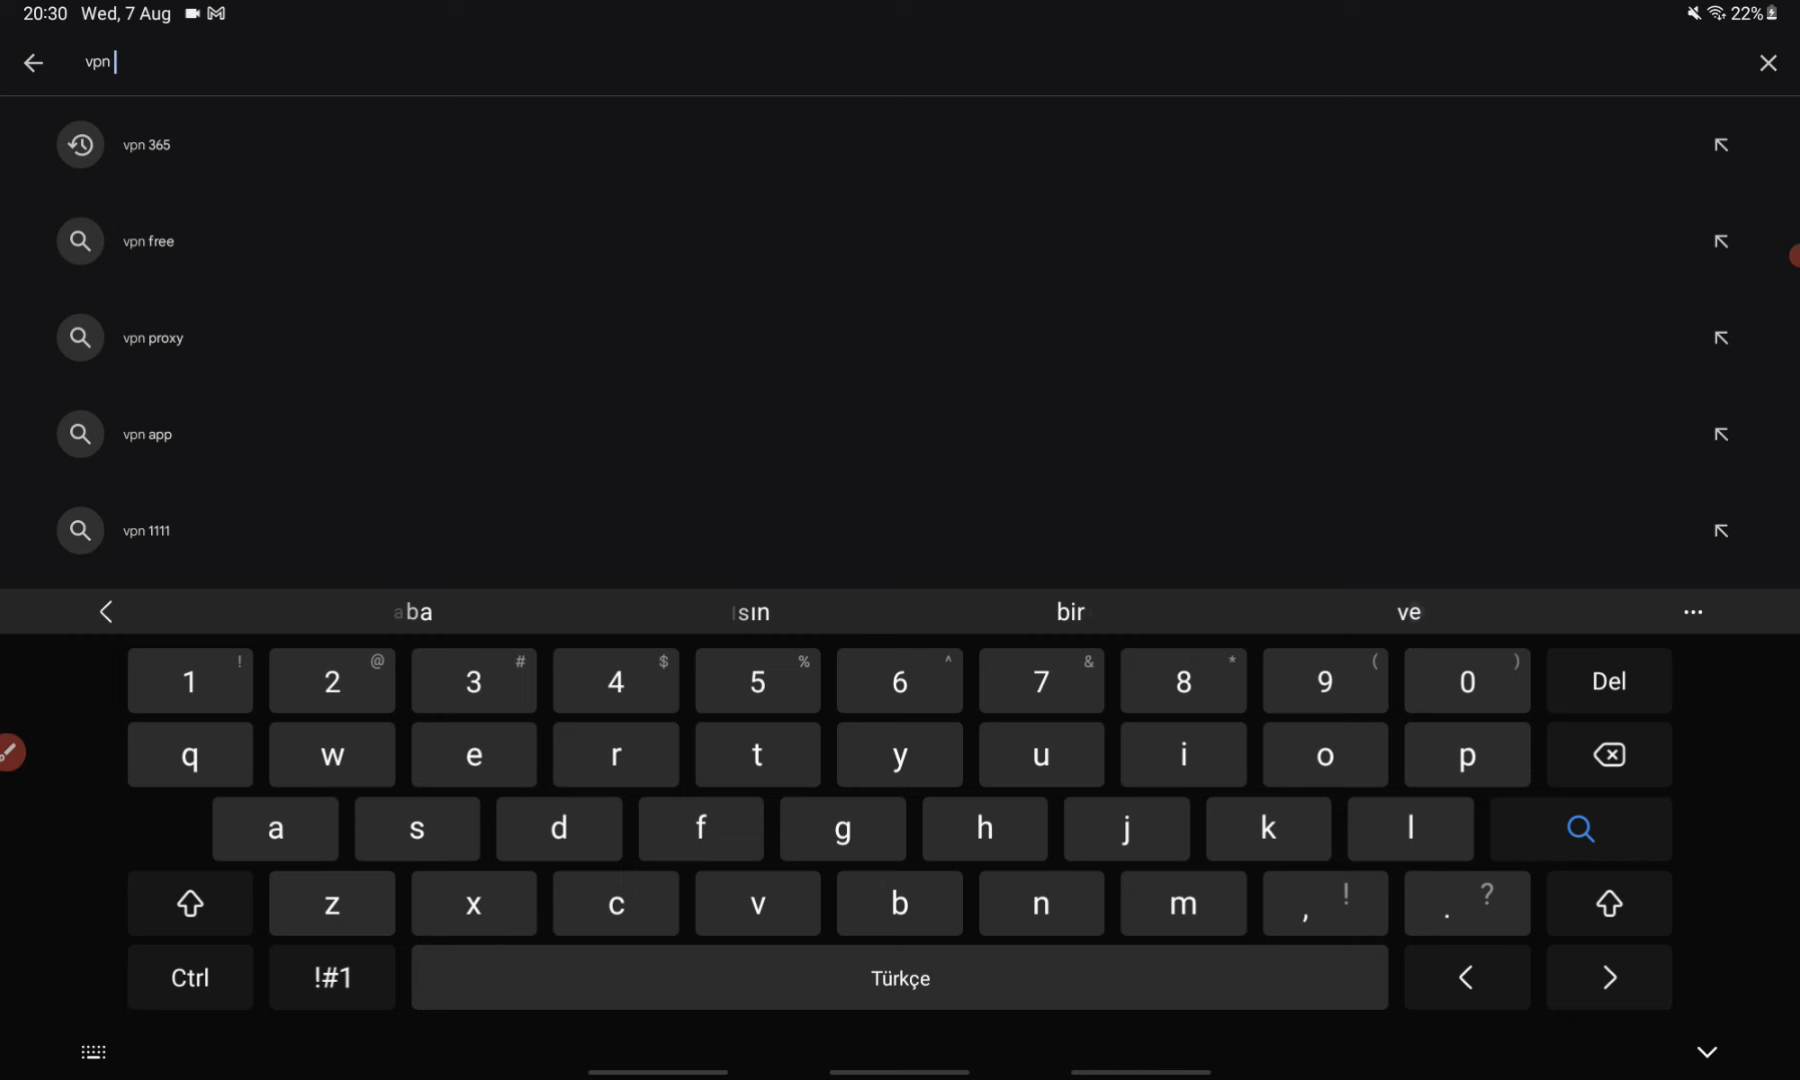 20:30 Wed, 7 Aug 22%
vpn
vpn 365
vpn free
vpn proxy
vpn app
vpn 1111
aba sın bir ve ...
1 ! 2 @ 3 # 4 $ 5 % 6 ^ 7 & 8 * 9 ( 0 ) Del
q w e r t y u i o p
a s d f g h j k l
z x c v b n m , ! . ?
Ctrl !#1 Türkçe < >